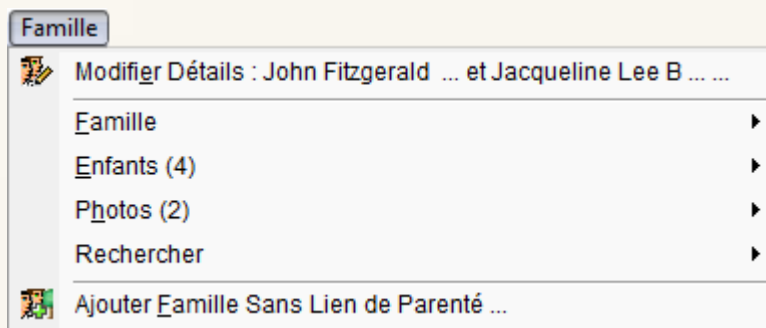 Famille
Modifier Détails : John Fitzgerald ... et Jacqueline Lee B ... ...
Famille
Enfants (4)
Photos (2)
Rechercher
Ajouter Famille Sans Lien de Parenté ...